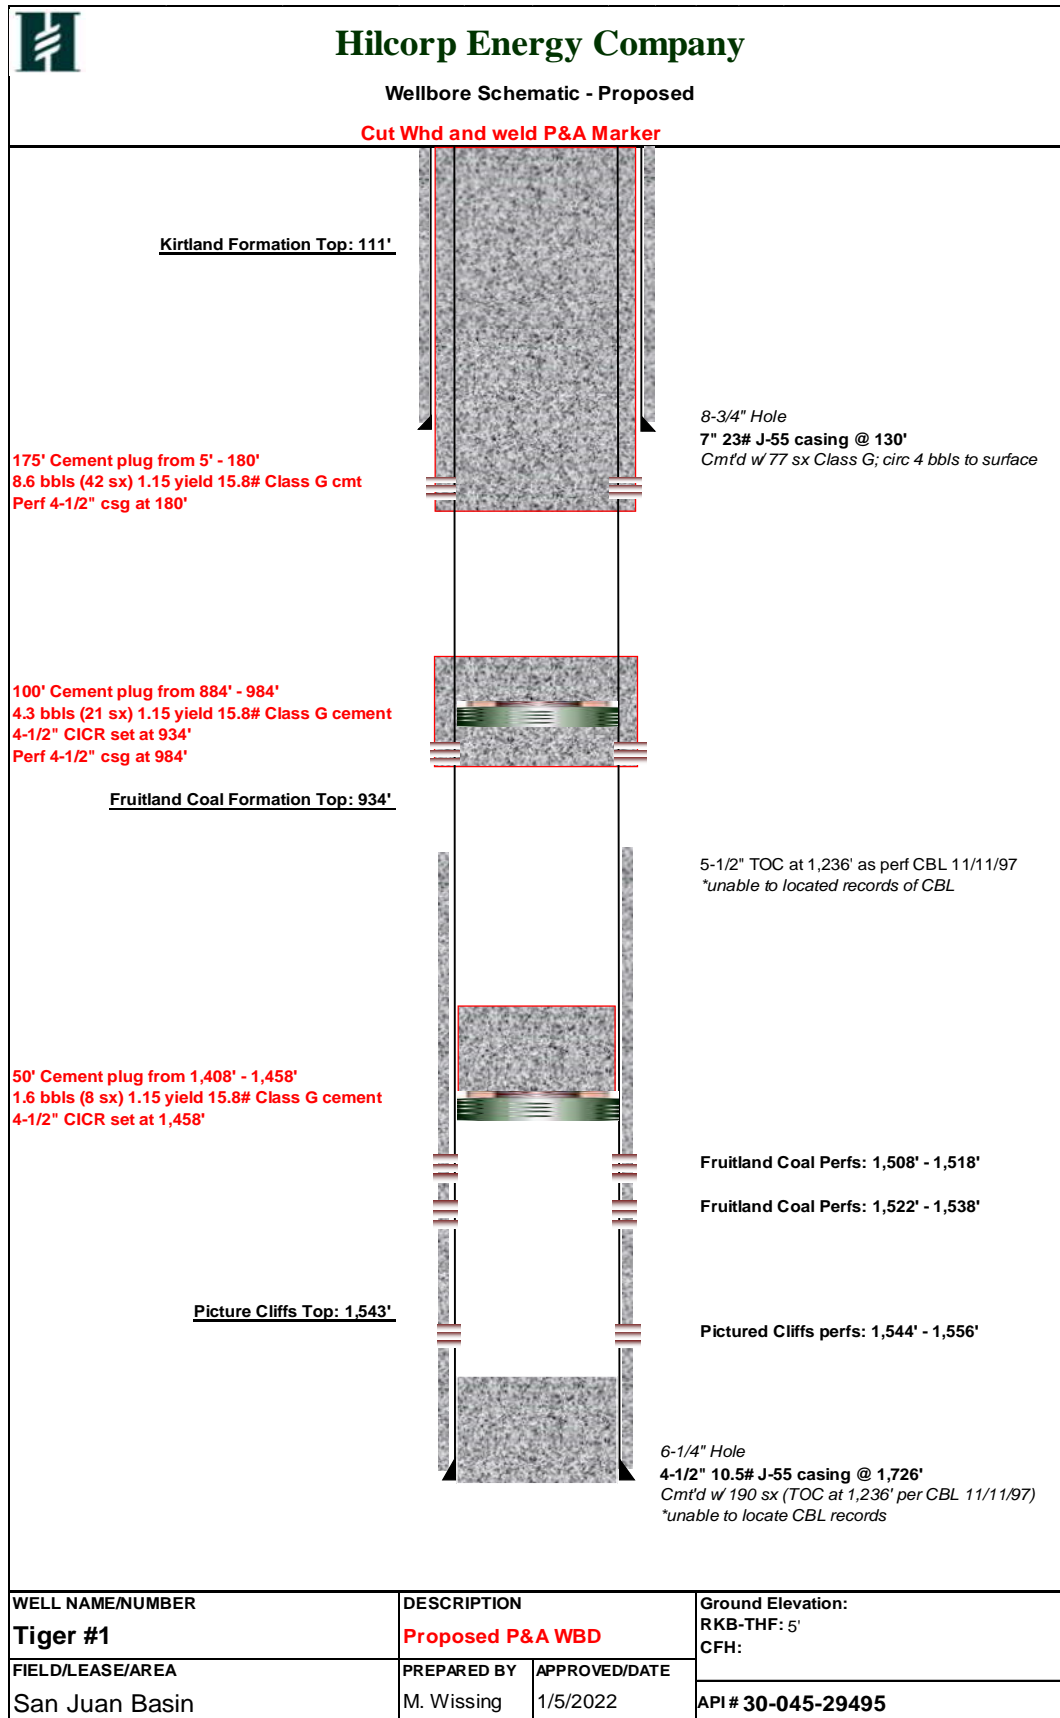 Hilcorp Energy Company
Wellbore Schematic - Proposed
Cut Whd and weld P&A Marker
Kirtland Formation Top: 111'
8-3/4" Hole
7" 23# J-55 casing @ 130'
Cmt'd w/ 77 sx Class G; circ 4 bbls to surface
175' Cement plug from 5' - 180'
8.6 bbls (42 sx) 1.15 yield 15.8# Class G cmt
Perf 4-1/2" csg at 180'
100' Cement plug from 884' - 984'
4.3 bbls (21 sx) 1.15 yield 15.8# Class G cement
4-1/2" CICR set at 934'
Perf 4-1/2" csg at 984'
Fruitland Coal Formation Top: 934'
5-1/2" TOC at 1,236' as perf CBL 11/11/97
*unable to located records of CBL
50' Cement plug from 1,408' - 1,458'
1.6 bbls (8 sx) 1.15 yield 15.8# Class G cement
4-1/2" CICR set at 1,458'
Fruitland Coal Perfs: 1,508' - 1,518'
Fruitland Coal Perfs: 1,522' - 1,538'
Picture Cliffs Top: 1,543'
Pictured Cliffs perfs: 1,544' - 1,556'
6-1/4" Hole
4-1/2" 10.5# J-55 casing @ 1,726'
Cmt'd w/ 190 sx (TOC at 1,236' per CBL 11/11/97)
*unable to locate CBL records
WELL NAME/NUMBER
Tiger #1
DESCRIPTION
Proposed P&A WBD
Ground Elevation:
RKB-THF: 5'
CFH:
FIELD/LEASE/AREA
San Juan Basin
PREPARED BY
M. Wissing
APPROVED/DATE
1/5/2022
API # 30-045-29495